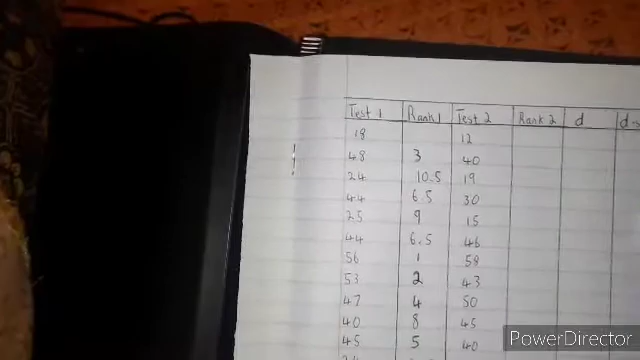 Test 1 Rank 1 Test 2 Rank 2 d
18 12
48 3 40
24 10.5 19
44 6.5 30
25 9 15
44 6.5 46
56 1 58
53 2 43
47 4 50
40 8 45
45 5 40
PowerDirector